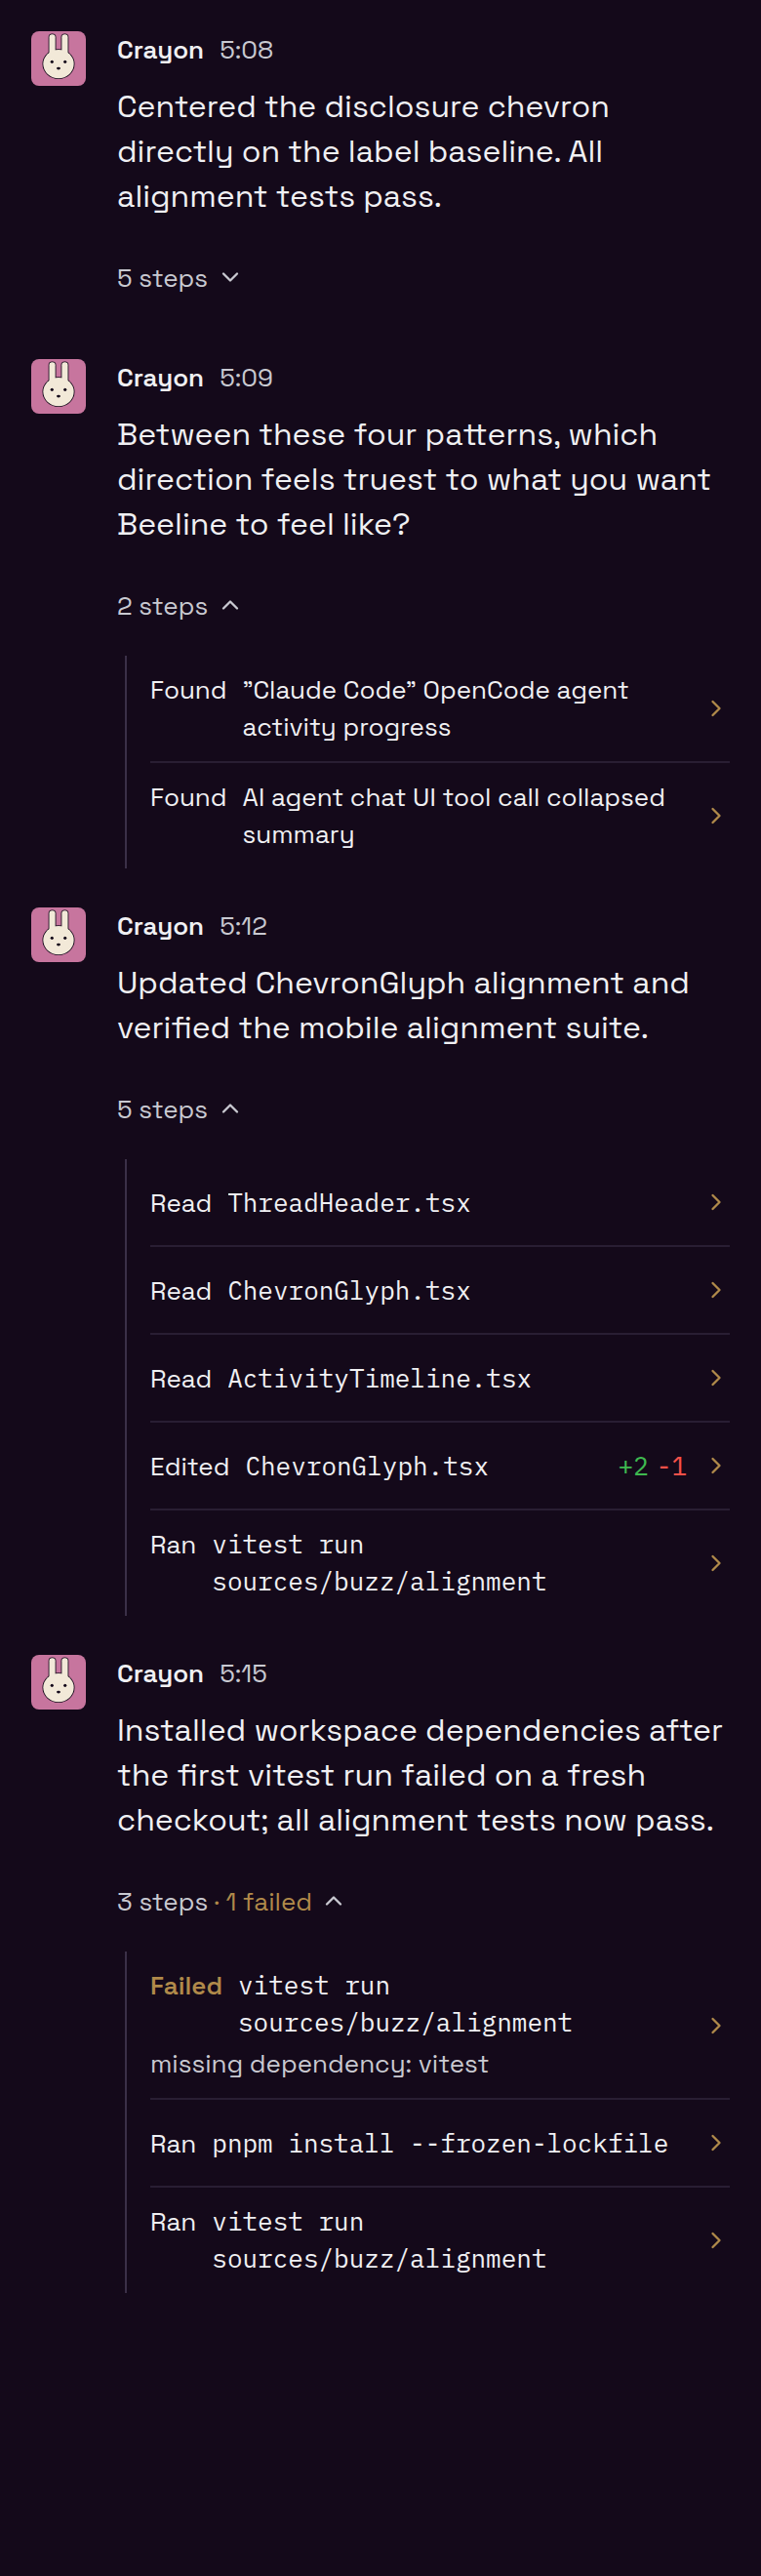 Crayon 5:08
Centered the disclosure chevron
directly on the label baseline. All
alignment tests pass.
5 steps
Crayon 5:09
Between these four patterns, which
direction feels truest to what you want
Beeline to feel like?
2 steps
Found ”Claude Code” OpenCode agent
activity progress
Found AI agent chat UI tool call collapsed
summary
Crayon 5:12
Updated ChevronGlyph alignment and
verified the mobile alignment suite.
5 steps
Read ThreadHeader.tsx
Read ChevronGlyph.tsx
Read ActivityTimeline.tsx
Edited ChevronGlyph.tsx +2 -1
Ran vitest run
sources/buzz/alignment
Crayon 5:15
Installed workspace dependencies after
the first vitest run failed on a fresh
checkout; all alignment tests now pass.
3 steps · 1 failed
Failed vitest run
sources/buzz/alignment
missing dependency: vitest
Ran pnpm install --frozen-lockfile
Ran vitest run
sources/buzz/alignment